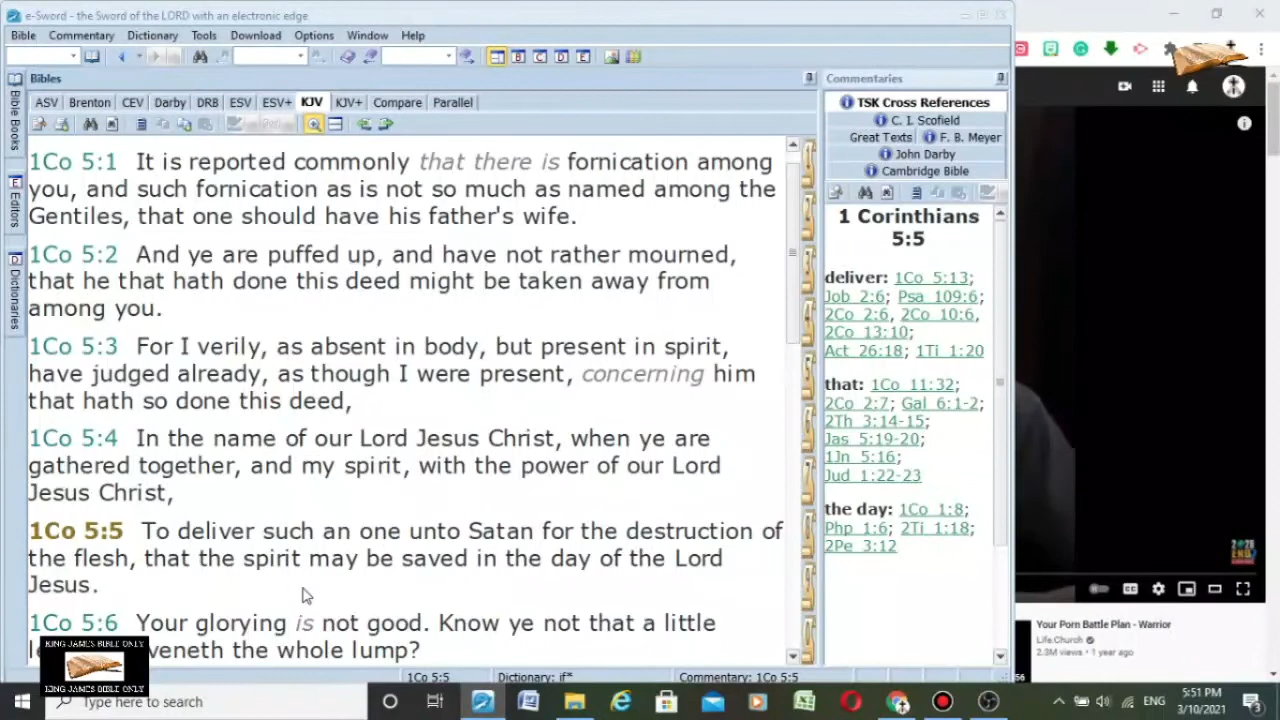 e-Sword - the Sword of the LORD with an electronic edge
Bible Commentary Dictionary Tools Download Options Window Help
B C D E
Bibles
ASV Brenton CEV Darby DRB ESV ESV+ KJV KJV+ Compare Parallel
Bible Books
Editors
Dictionaries
1Co 5:1 It is reported commonly that there is fornication among
you, and such fornication as is not so much as named among the
Gentiles, that one should have his father's wife.
1Co 5:2 And ye are puffed up, and have not rather mourned,
that he that hath done this deed might be taken away from
among you.
1Co 5:3 For I verily, as absent in body, but present in spirit,
have judged already, as though I were present, concerning him
that hath so done this deed,
1Co 5:4 In the name of our Lord Jesus Christ, when ye are
gathered together, and my spirit, with the power of our Lord
Jesus Christ,
1Co 5:5 To deliver such an one unto Satan for the destruction of
the flesh, that the spirit may be saved in the day of the Lord
Jesus.
1Co 5:6 Your glorying is not good. Know ye not that a little
le veneth the whole lump?
KING JAMES BIBLE ONLY
KING JAMES BIBLE ONLY
Commentaries
TSK Cross References
C. I. Scofield
Great Texts F. B. Meyer
John Darby
Cambridge Bible
1 Corinthians
5:5
deliver: 1Co 5:13;
Job 2:6; Psa 109:6;
2Co 2:6, 2Co 10:6,
2Co 13:10;
Act 26:18; 1Ti 1:20
that: 1Co 11:32;
2Co 2:7; Gal 6:1-2;
2Th 3:14-15;
Jas 5:19-20;
1Jn 5:16;
Jud 1:22-23
the day: 1Co 1:8;
Php 1:6; 2Ti 1:18;
2Pe 3:12
1Co 5:5 Dictionary: if* Commentary: 1Co 5:5
CC
Your Porn Battle Plan - Warrior
Life.Church
2.3M views • 1 year ago
Type here to search
ENG
5:51 PM
3/10/2021
3